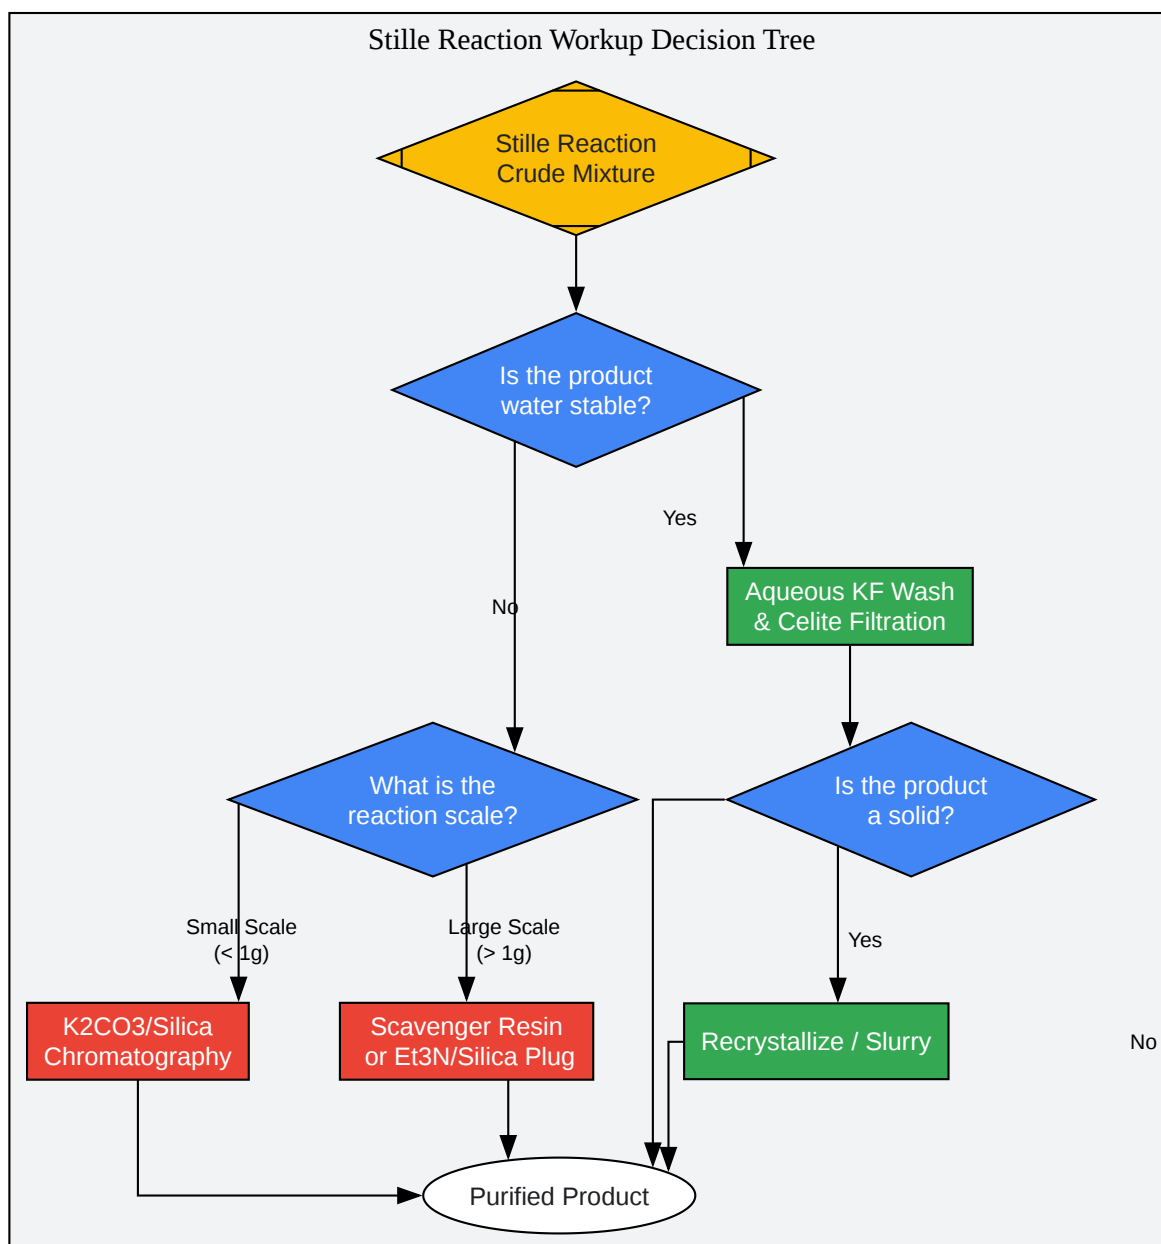 Stille Reaction Workup Decision Tree
Stille Reaction
Crude Mixture
Is the product
water stable?
Yes
No
Aqueous KF Wash
& Celite Filtration
What is the
reaction scale?
Is the product
a solid?
Small Scale
(< 1g)
Large Scale
(> 1g)
Yes
K2CO3/Silica
Chromatography
Scavenger Resin
or Et3N/Silica Plug
Recrystallize / Slurry
No
Purified Product